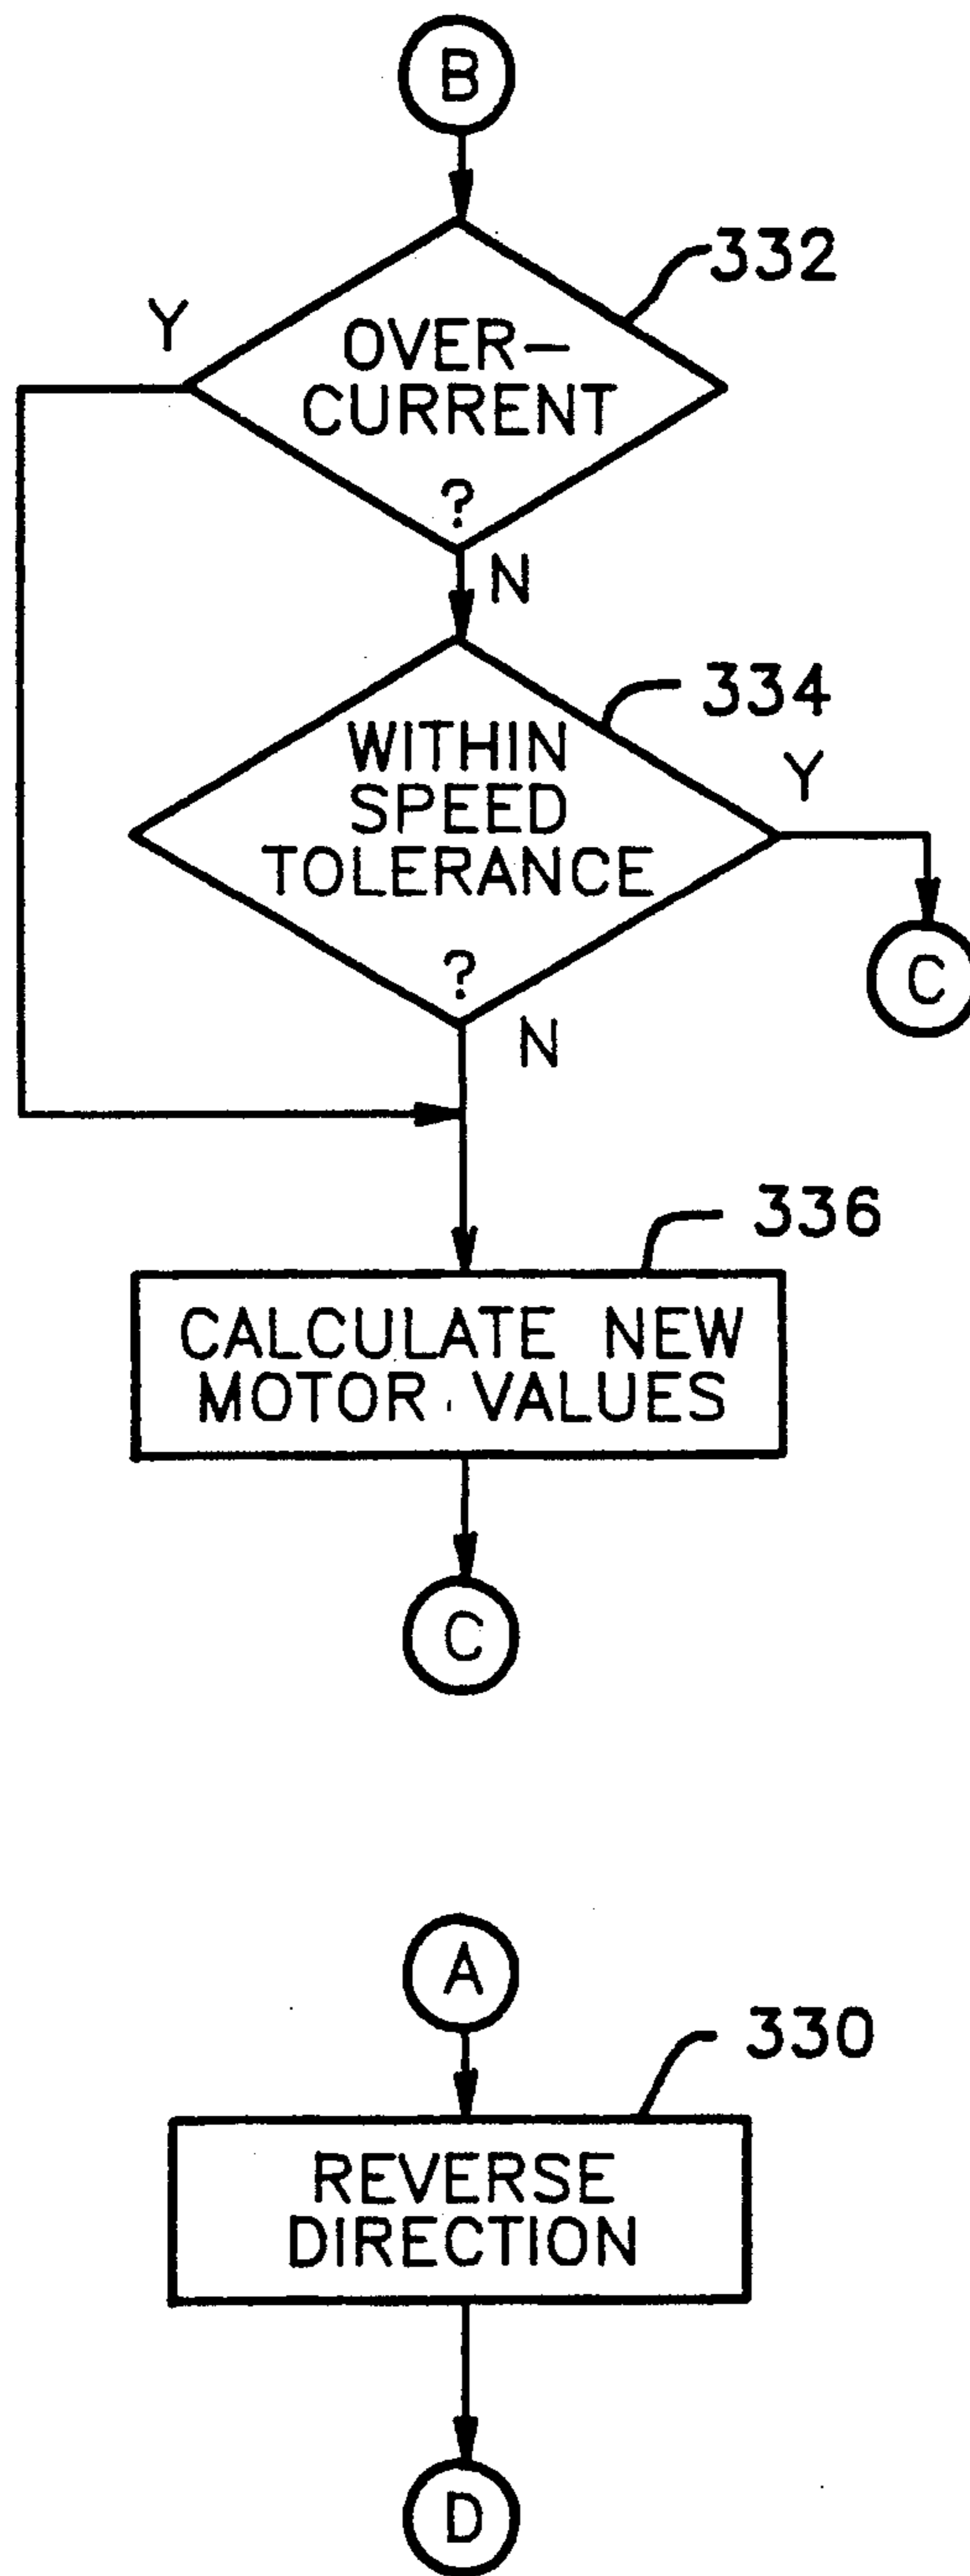 B
332
Y
OVER-
CURRENT
?
N
334
WITHIN
SPEED
TOLERANCE
Y
?
C
N
336
CALCULATE NEW
MOTOR VALUES
C
A
330
REVERSE
DIRECTION
D